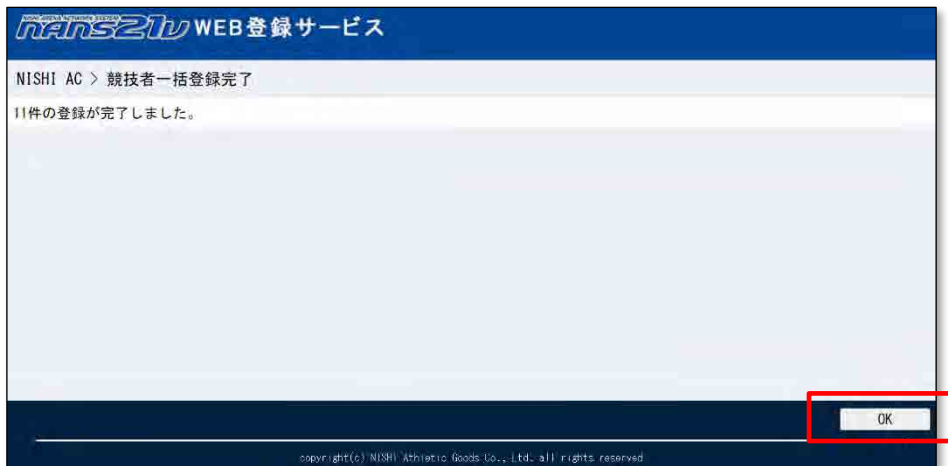 NISHI ARENA NETWORK SYSTEM
nans21v WEB登録サービス
NISHI AC > 競技者一括登録完了
11件の登録が完了しました。
OK
copyright(c) NISHI Athletic Goods Co., Ltd. all rights reserved